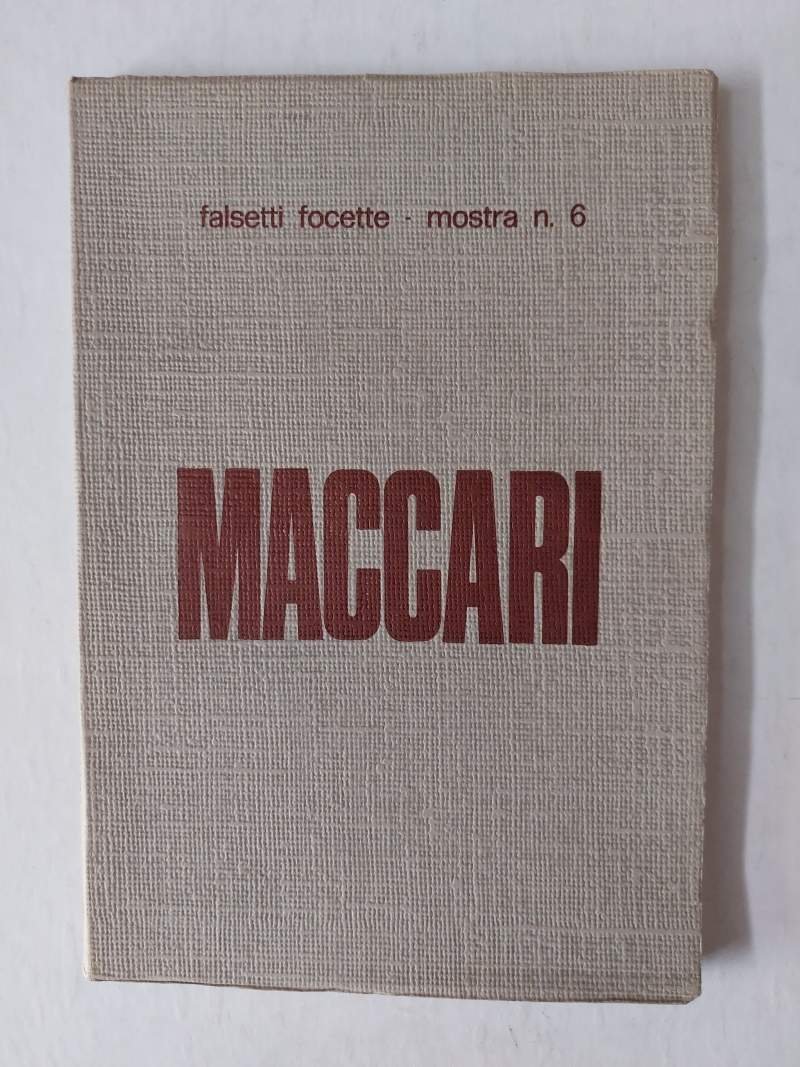 falsetti focette - mostra n. 6
MACCARI